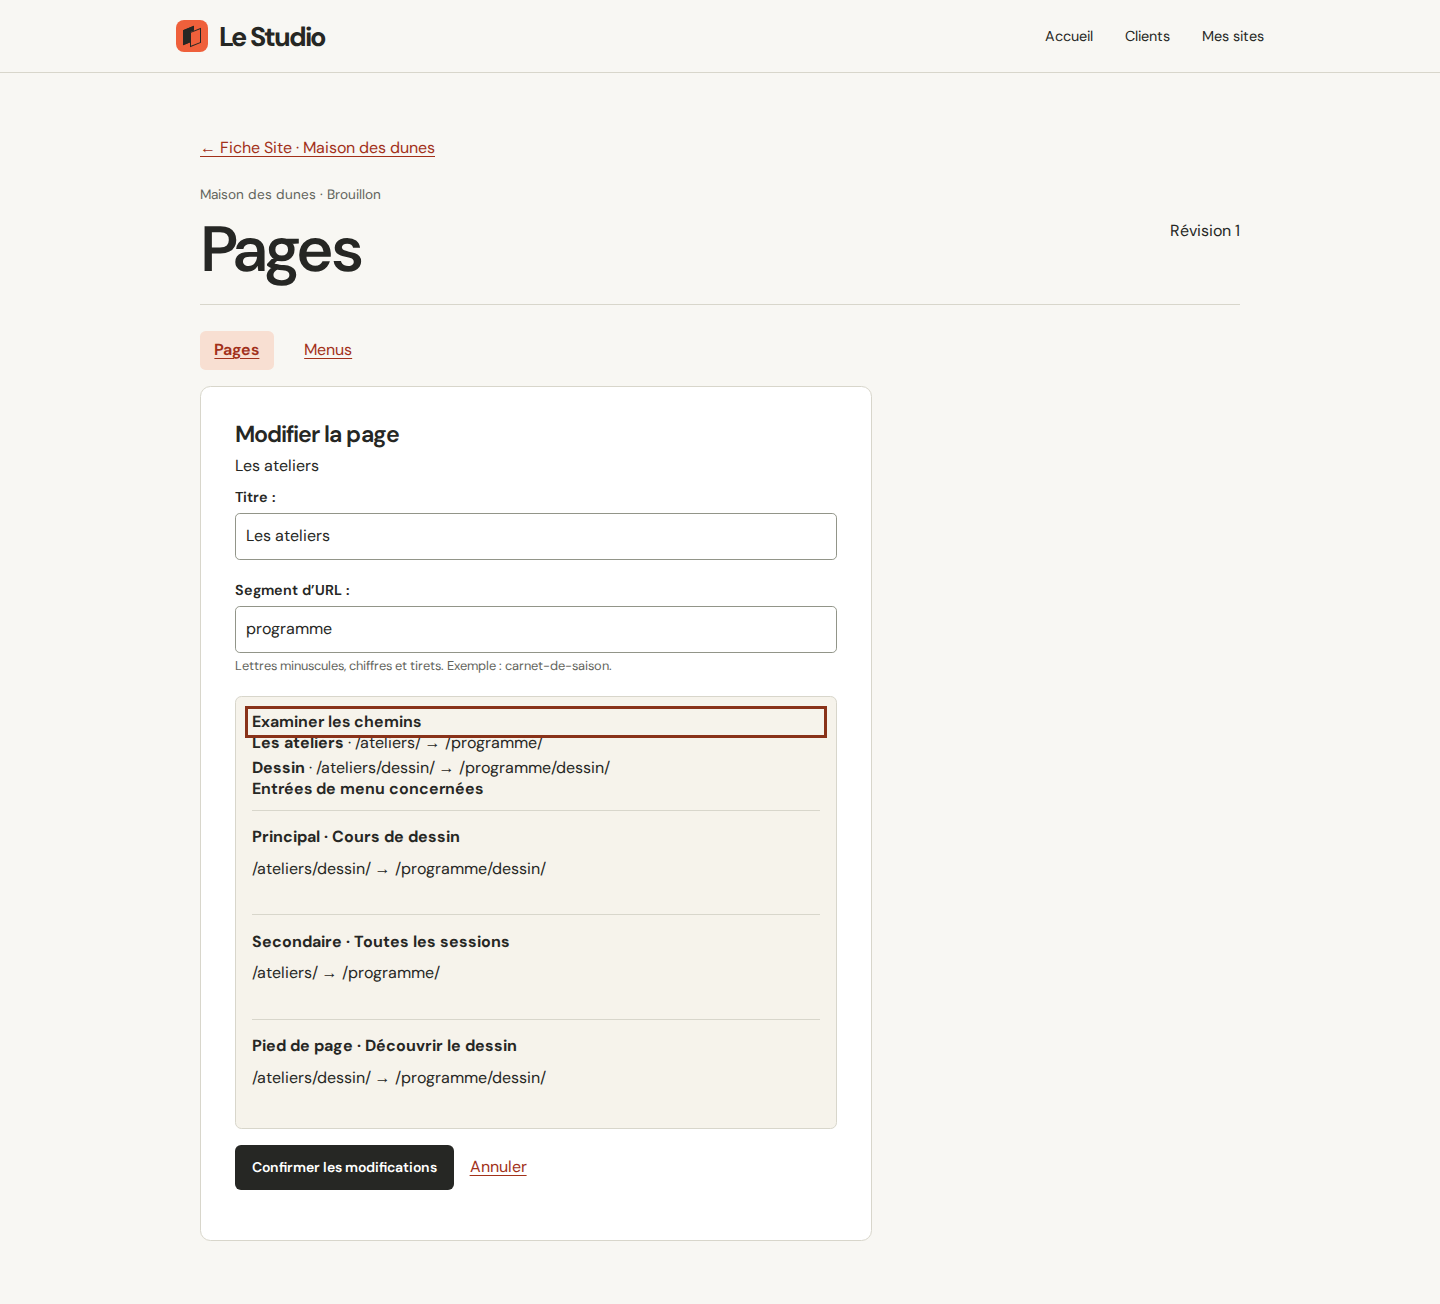 Le Studio
Accueil
Clients
Mes sites
← Fiche Site · Maison des dunes
Maison des dunes · Brouillon
Pages
Révision 1
Pages
Menus
Modifier la page
Les ateliers
Titre :
Les ateliers
Segment d’URL :
programme
Lettres minuscules, chiffres et tirets. Exemple : carnet-de-saison.
Examiner les chemins
Les ateliers · /ateliers/ → /programme/
Dessin · /ateliers/dessin/ → /programme/dessin/
Entrées de menu concernées
Principal · Cours de dessin
/ateliers/dessin/ → /programme/dessin/
Secondaire · Toutes les sessions
/ateliers/ → /programme/
Pied de page · Découvrir le dessin
/ateliers/dessin/ → /programme/dessin/
Confirmer les modifications
Annuler